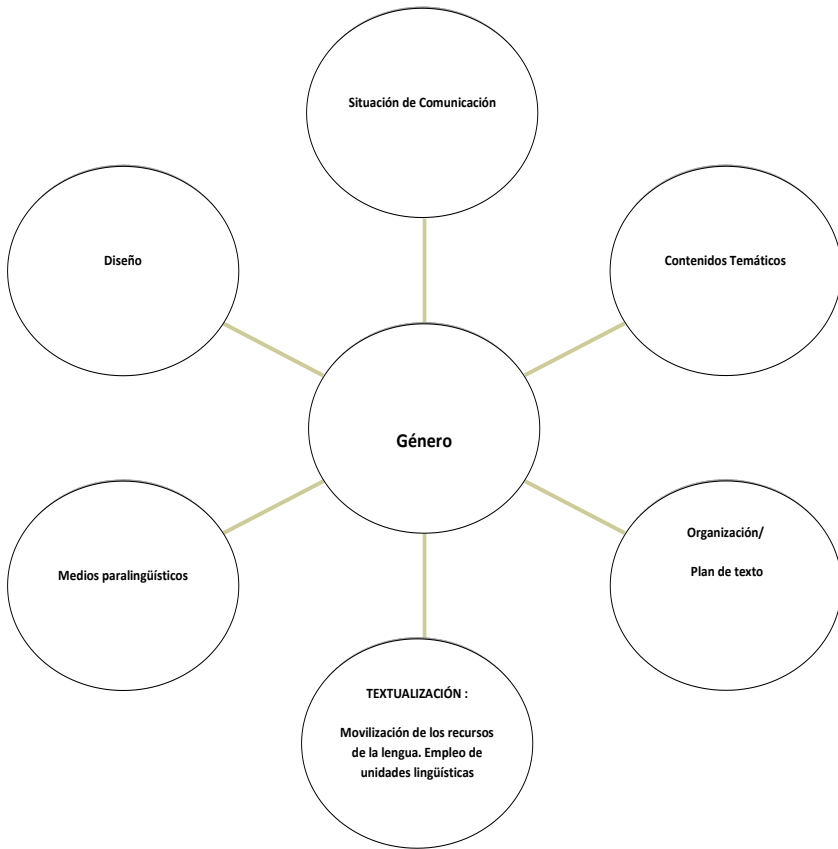 Situación de Comunicación
Diseño
Contenidos Temáticos
Género
Organización/
Plan de texto
Medios paralingüísticos
TEXTUALIZACIÓN :
Movilización de los recursos
de la lengua. Empleo de
unidades lingüísticas